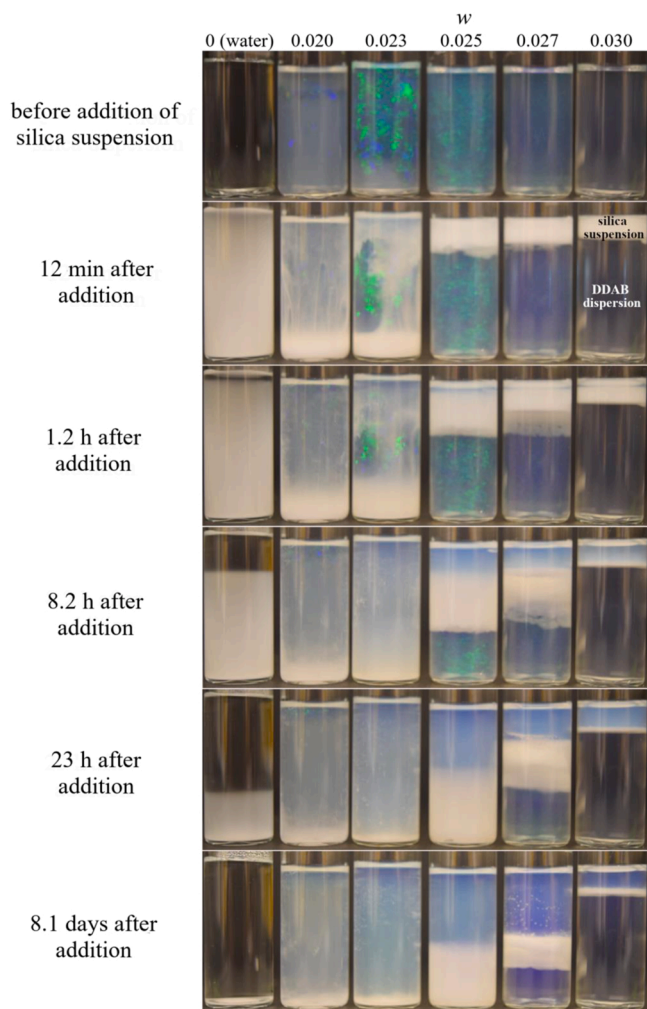 w
0 (water) 0.020 0.023 0.025 0.027 0.030
before addition of
silica suspension
12 min after
addition
silica
suspension
DDAB
dispersion
1.2 h after
addition
8.2 h after
addition
23 h after
addition
8.1 days after
addition